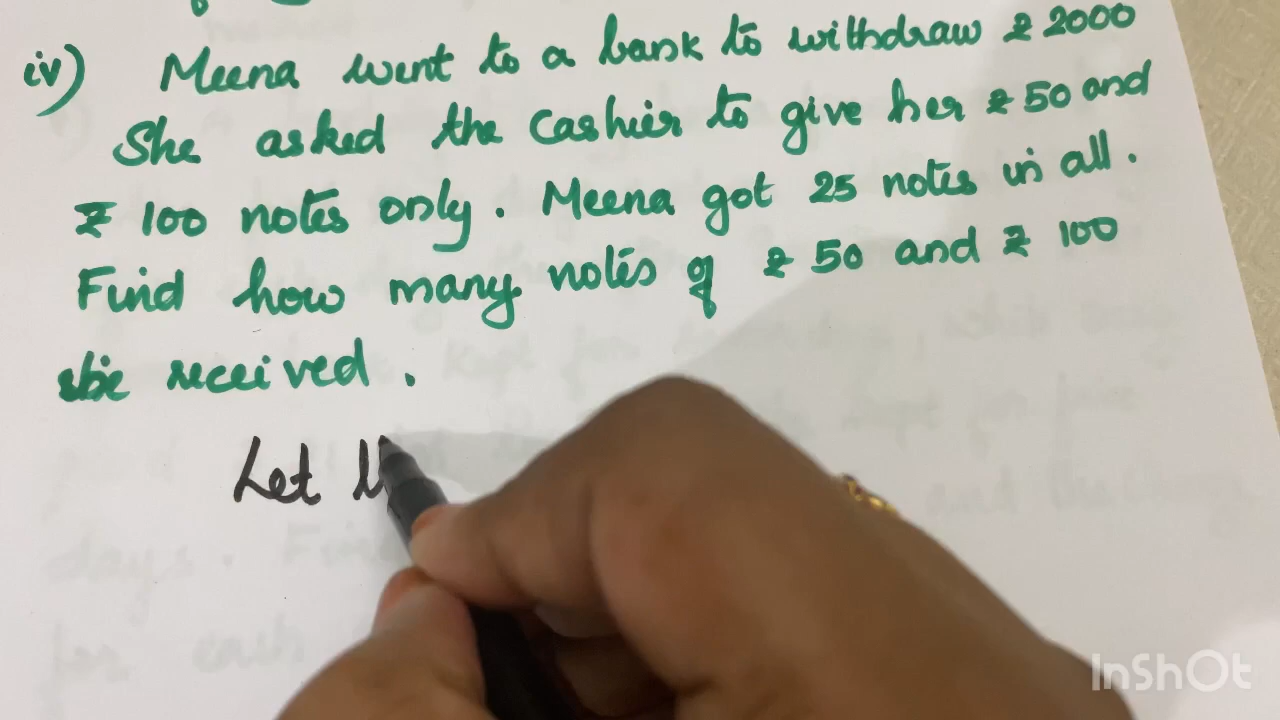 iv) Meena went to a bank to withdraw ₹ 2000
She asked the Cashier to give her ₹ 50 and
₹ 100 notes only. Meena got 25 notes in all.
Find how many notes of ₹ 50 and ₹ 100
she received.
Let
InShOt